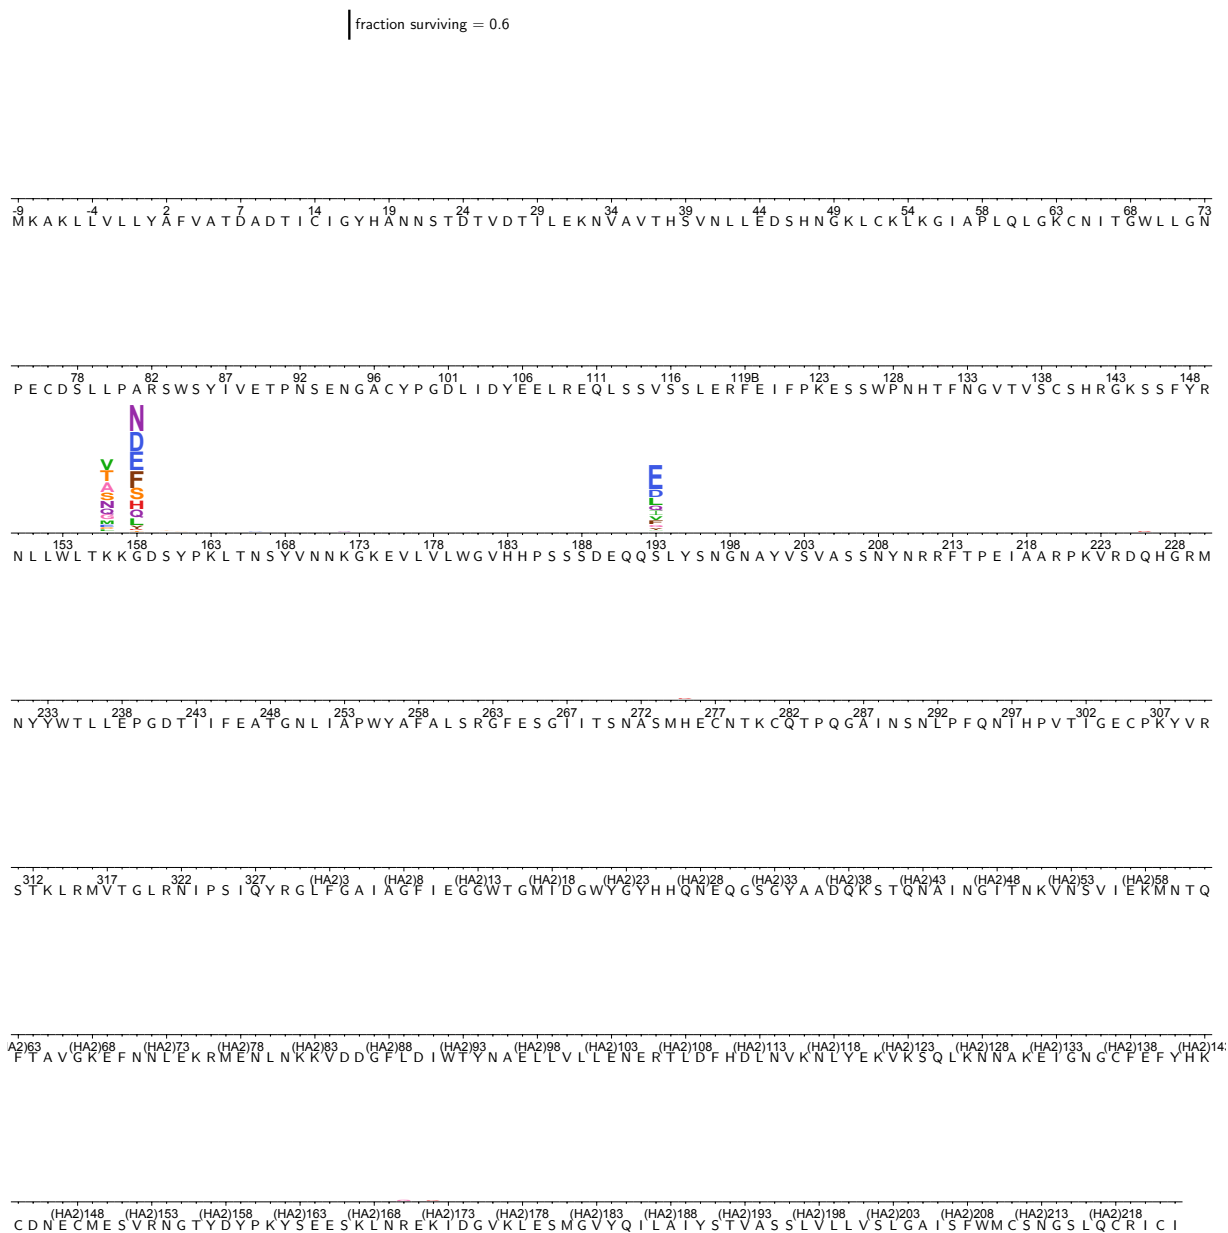 fraction surviving = 0.6
-9 -4 2 7 14 19 24 29 34 39 44 49 54 58 63 68 73
M K A K L L V L L Y A F V A T D A D T I C I G Y H A N N S T D T V D T I L E K N V A V T H S V N L L E D S H N G K L C K L K G I A P L Q L G K C N I T G W L L G N
78 82 87 92 96 101 106 111 116 119B 123 128 133 138 143 148
P E C D S L L P A R S W S Y I V E T P N S E N G A C Y P G D L I D Y E E L R E Q L S S V S S L E R F E I F P K E S S W P N H T F N G V T V S C S H R G K S S F Y R
V
T
A
S
N
Q
G
M
N
D
E
F
S
H
Q
L
E
D
L
Q
153 158 163 168 173 178 183 188 193 198 203 208 213 218 223 228
N L L W L T K K G D S Y P K L T N S Y V N N K G K E V L V L W G V H H P S S S D E Q Q S L Y S N G N A Y V S V A S S N Y N R R F T P E I A A R P K V R D Q H G R M
233 238 243 248 253 258 263 267 272 277 282 287 292 297 302 307
N Y Y W T L L E P G D T I I F E A T G N L I A P W Y A F A L S R G F E S G I I T S N A S M H E C N T K C Q T P Q G A I N S N L P F Q N I H P V T I G E C P K Y V R
312 317 322 327 (HA2)3 (HA2)8 (HA2)13 (HA2)18 (HA2)23 (HA2)28 (HA2)33 (HA2)38 (HA2)43 (HA2)48 (HA2)53 (HA2)58
S T K L R M V T G L R N I P S I Q Y R G L F G A I A G F I E G G W T G M I D G W Y G Y H H Q N E Q G S G Y A A D Q K S T Q N A I N G I T N K V N S V I E K M N T Q
A2)63 (HA2)68 (HA2)73 (HA2)78 (HA2)83 (HA2)88 (HA2)93 (HA2)98 (HA2)103 (HA2)108 (HA2)113 (HA2)118 (HA2)123 (HA2)128 (HA2)133 (HA2)138 (HA2)14
F T A V G K E F N N L E K R M E N L N K K V D D G F L D I W T Y N A E L L V L L E N E R T L D F H D L N V K N L Y E K V K S Q L K N N A K E I G N G C F E F Y H K
(HA2)148 (HA2)153 (HA2)158 (HA2)163 (HA2)168 (HA2)173 (HA2)178 (HA2)183 (HA2)188 (HA2)193 (HA2)198 (HA2)203 (HA2)208 (HA2)213 (HA2)218
C D N E C M E S V R N G T Y D Y P K Y S E E S K L N R E K I D G V K L E S M G V Y Q I L A I Y S T V A S S L V L L V S L G A I S F W M C S N G S L Q C R I C I